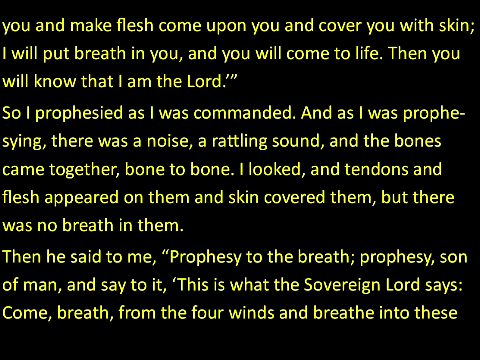 you and make flesh come upon you and cover you with skin;
I will put breath in you, and you will come to life. Then you
will know that I am the Lord.’”
So I prophesied as I was commanded. And as I was prophe-
sying, there was a noise, a rattling sound, and the bones
came together, bone to bone. I looked, and tendons and
flesh appeared on them and skin covered them, but there
was no breath in them.
Then he said to me, “Prophesy to the breath; prophesy, son
of man, and say to it, ‘This is what the Sovereign Lord says:
Come, breath, from the four winds and breathe into these